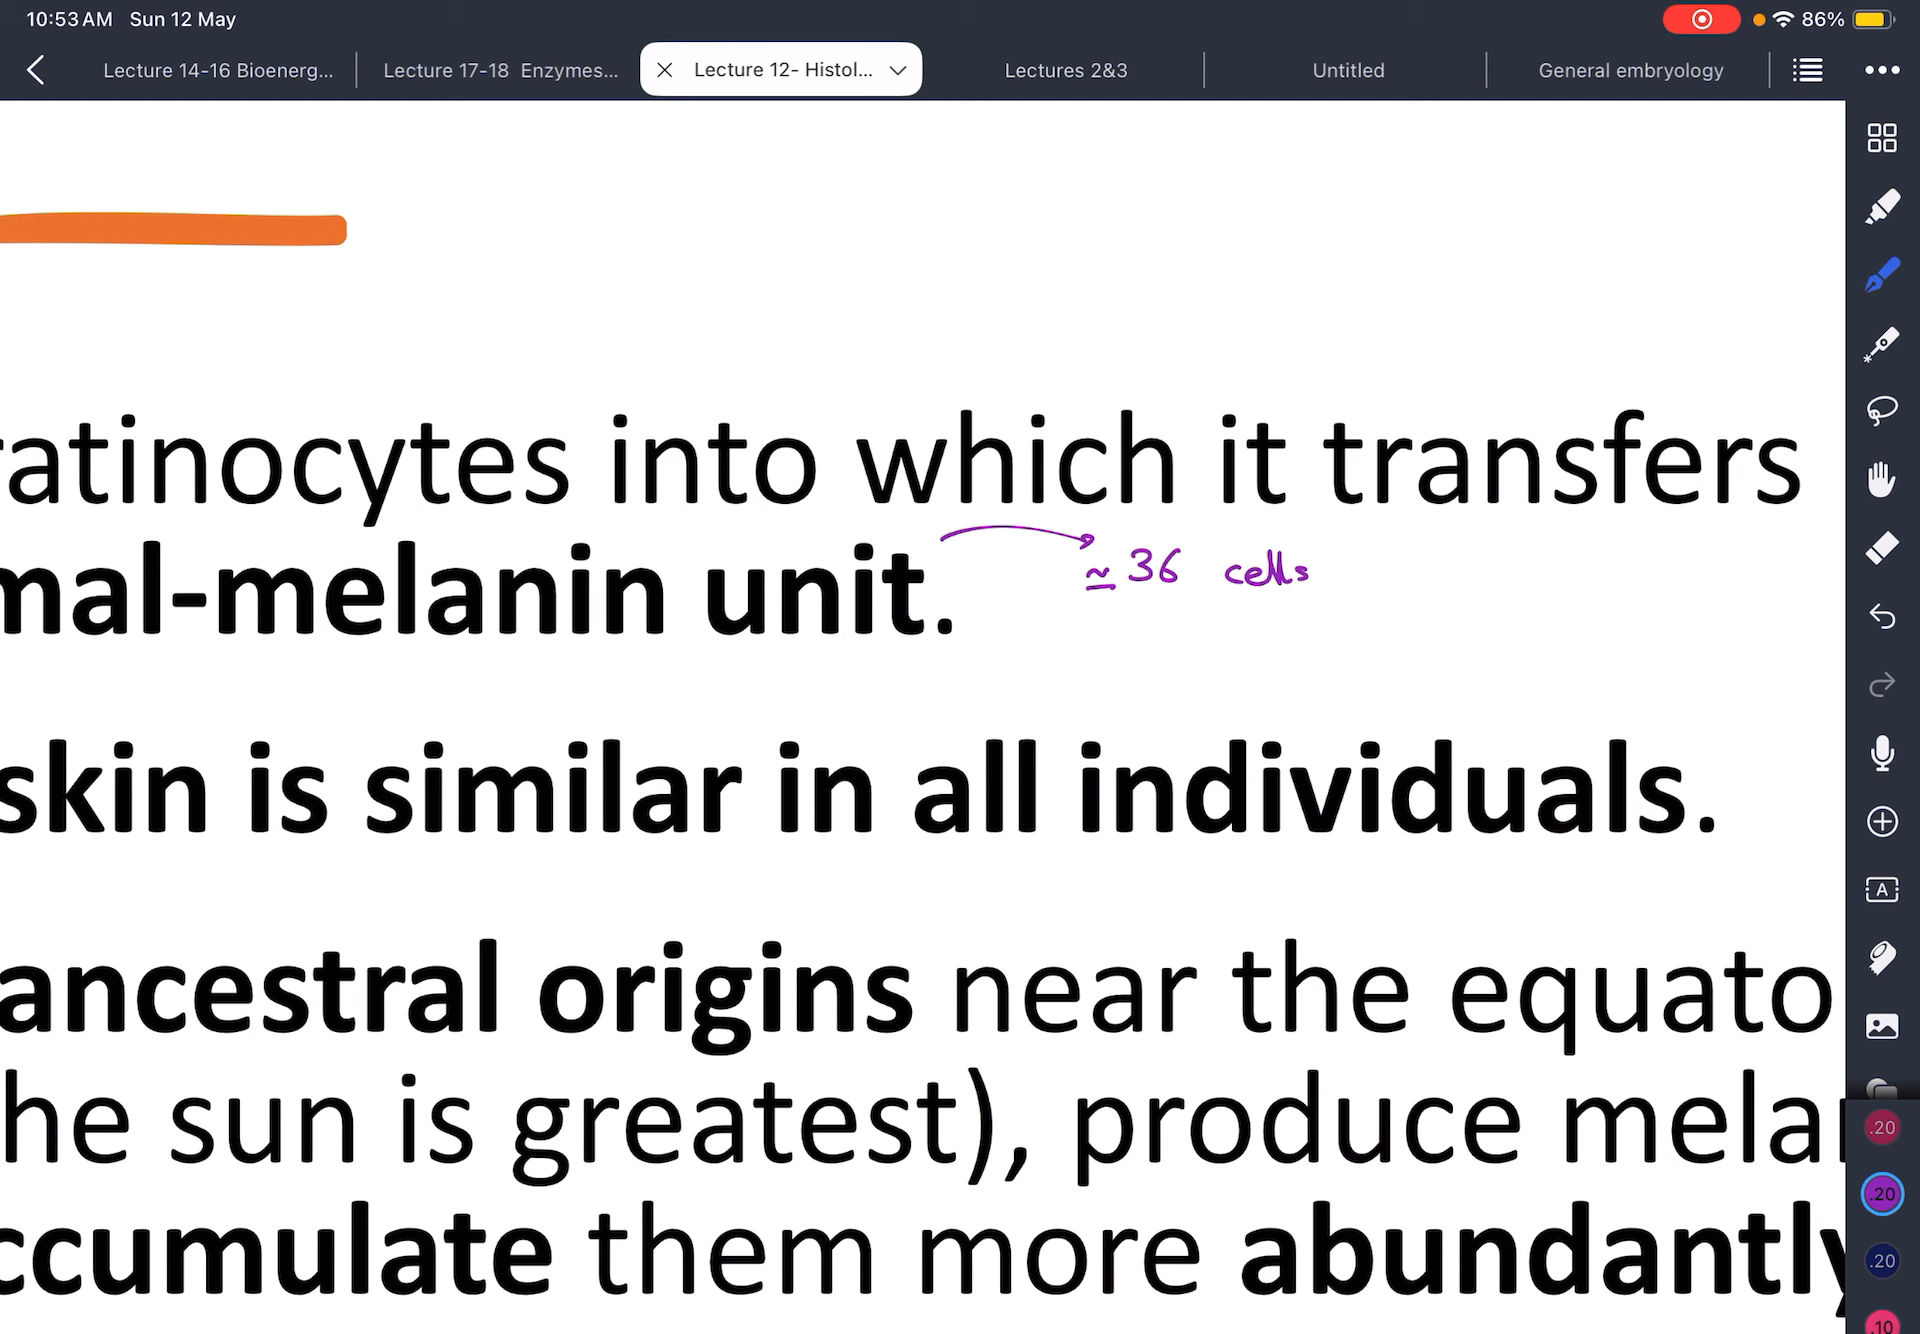 10:53 AM Sun 12 May 86%
Lecture 14-16 Bioenerg... Lecture 17-18 Enzymes... Lecture 12- Histol... Lectures 2&3 Untitled General embryology
ratinocytes into which it transfers
mal-melanin unit.
≃ 36 cells
skin is similar in all individuals.
ancestral origins near the equato
he sun is greatest), produce mela
ccumulate them more abundantly
A
.20
.20
.20
.10